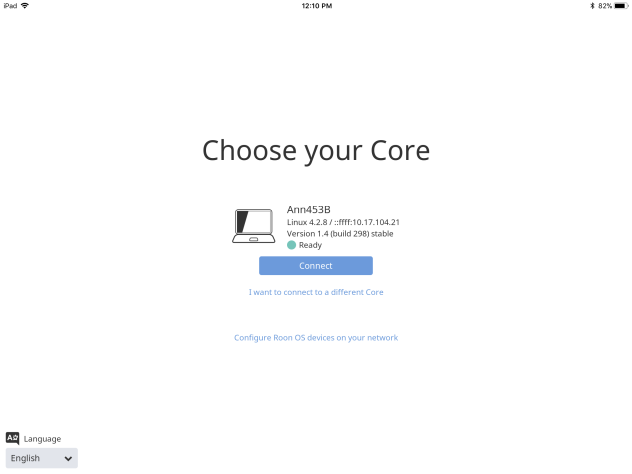 iPad 12:10 PM 82%
Choose your Core
Ann453B
Linux 4.2.8 / ::ffff:10.17.104.21
Version 1.4 (build 298) stable
Ready
Connect
I want to connect to a different Core
Configure Roon OS devices on your network
Language
English